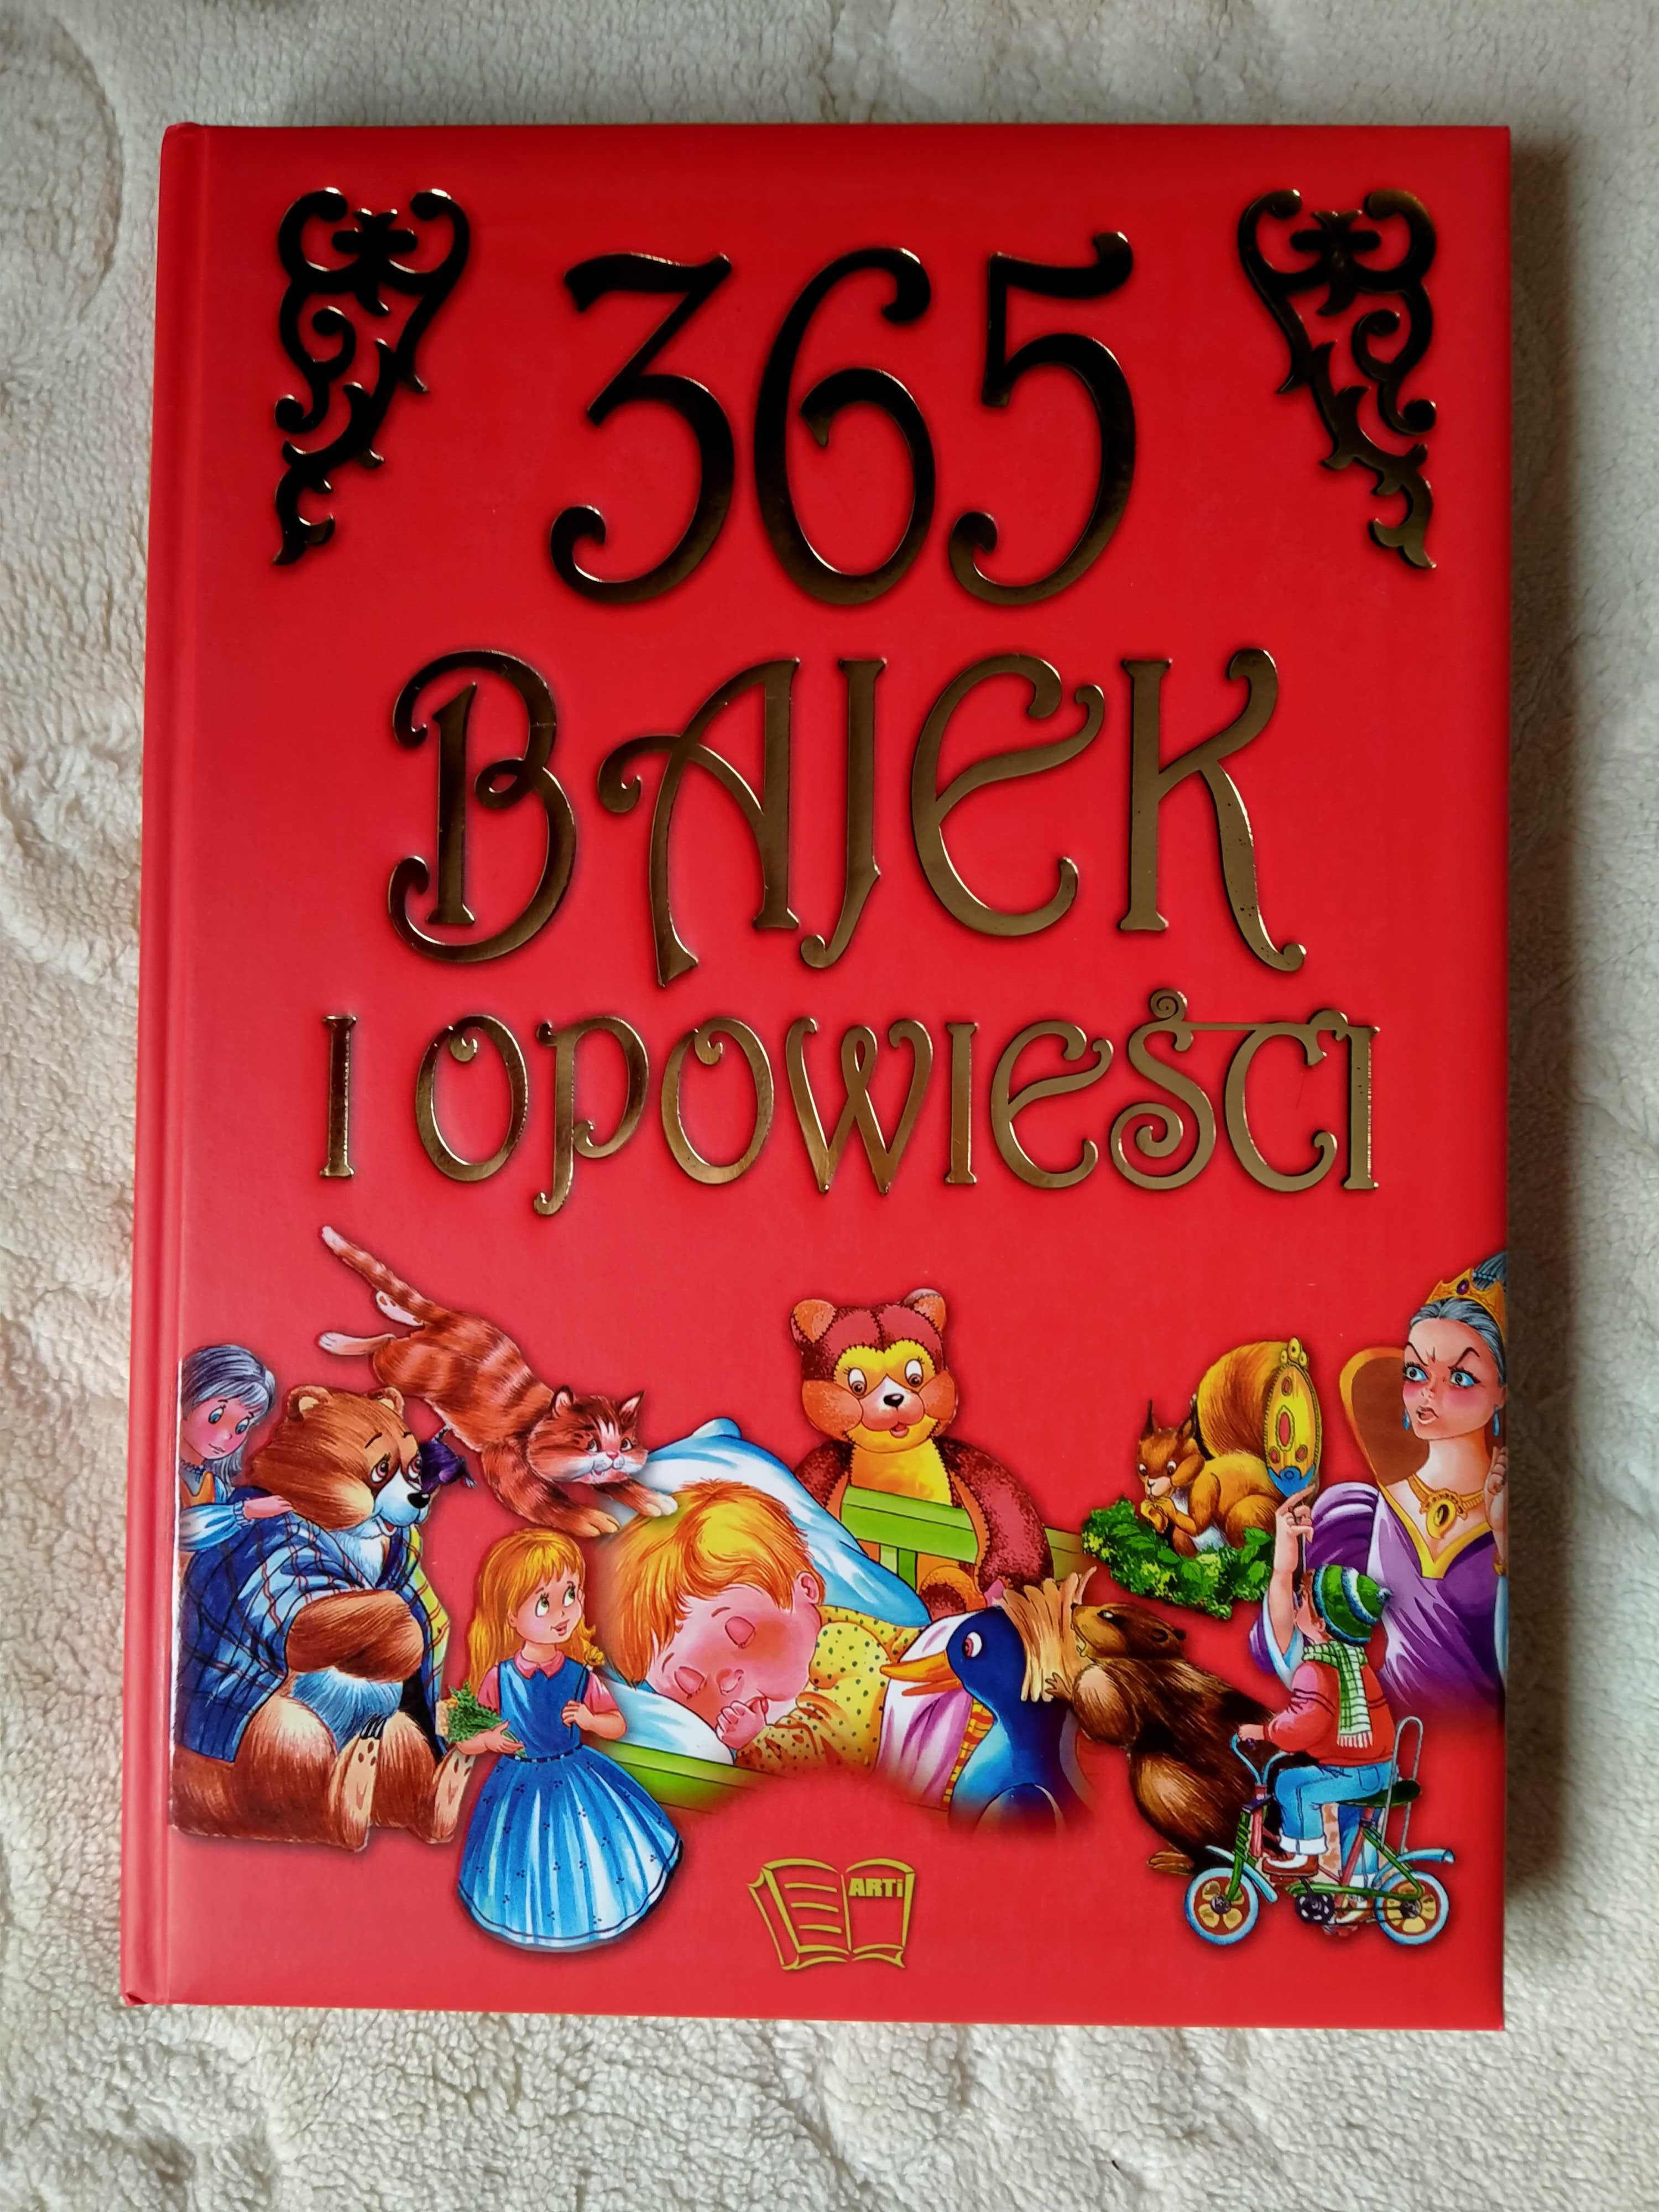 365
BAJEK
I OPOWIEŚCI
ARTi